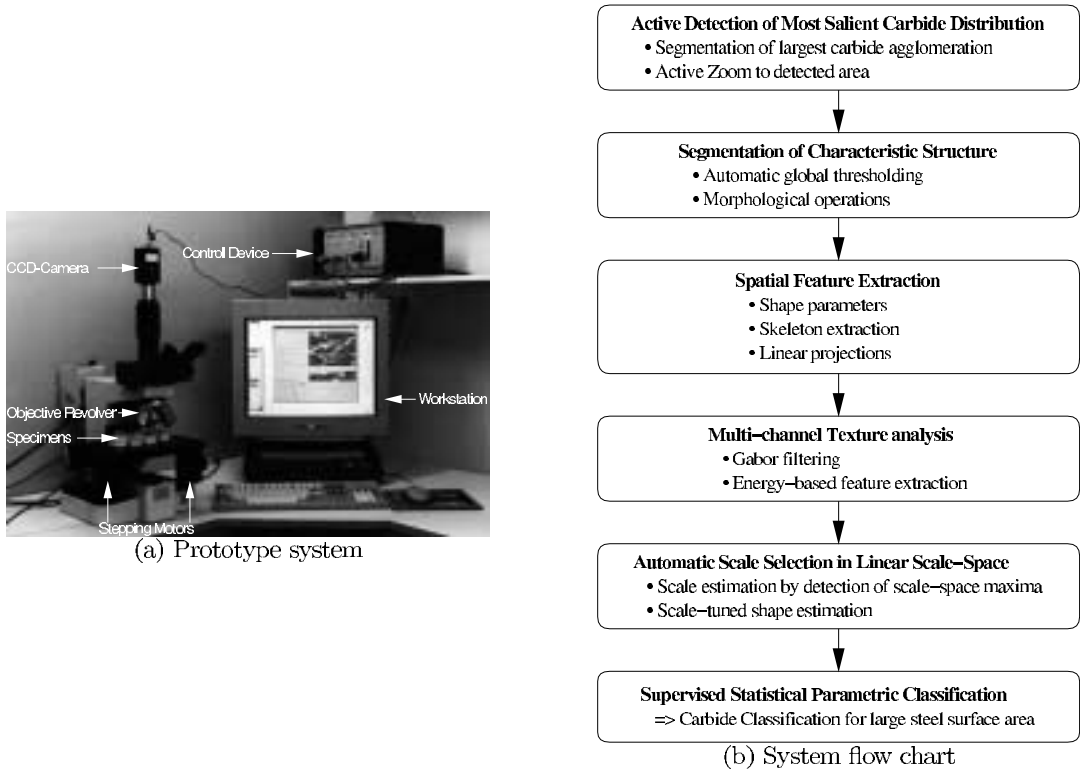 Control Device
CCD-Camera
Workstation
Objective Revolver
Specimens
Stepping Motors
(a) Prototype system
Active Detection of Most Salient Carbide Distribution
• Segmentation of largest carbide agglomeration
• Active Zoom to detected area
Segmentation of Characteristic Structure
• Automatic global thresholding
• Morphological operations
Spatial Feature Extraction
• Shape parameters
• Skeleton extraction
• Linear projections
Multi−channel Texture analysis
• Gabor filtering
• Energy−based feature extraction
Automatic Scale Selection in Linear Scale−Space
• Scale estimation by detection of scale−space maxima
• Scale−tuned shape estimation
Supervised Statistical Parametric Classification
=> Carbide Classification for large steel surface area
(b) System flow chart